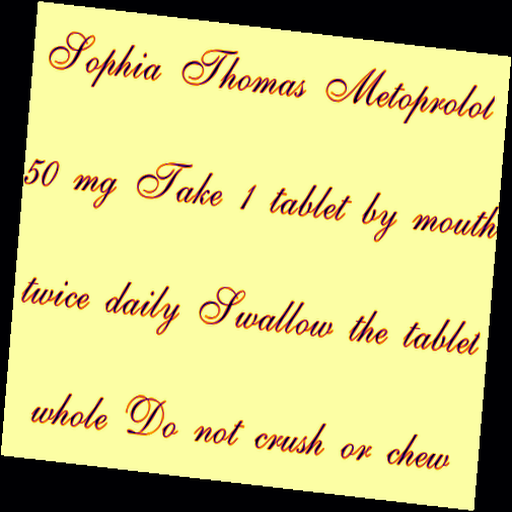 Sophia Thomas Metoprolol
50 mg Take 1 tablet by mouth
twice daily Swallow the tablet
whole Do not crush or chew